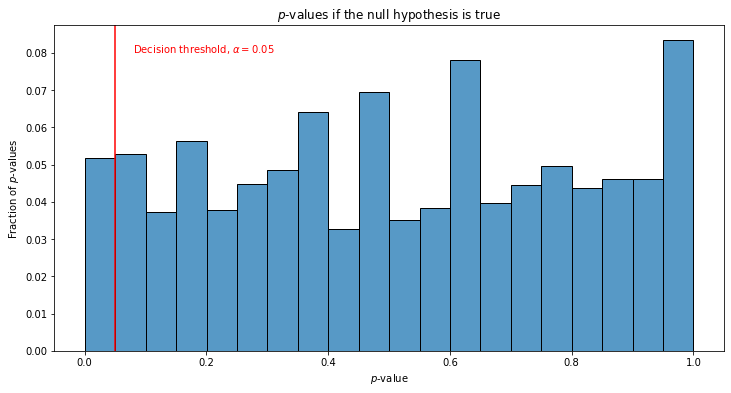 p-values if the null hypothesis is true
Decision threshold, α = 0.05
Fraction of p-values
0.08
0.07
0.06
0.05
0.04
0.03
0.02
0.01
0.00
0.0 0.2 0.4 0.6 0.8 1.0
p-value